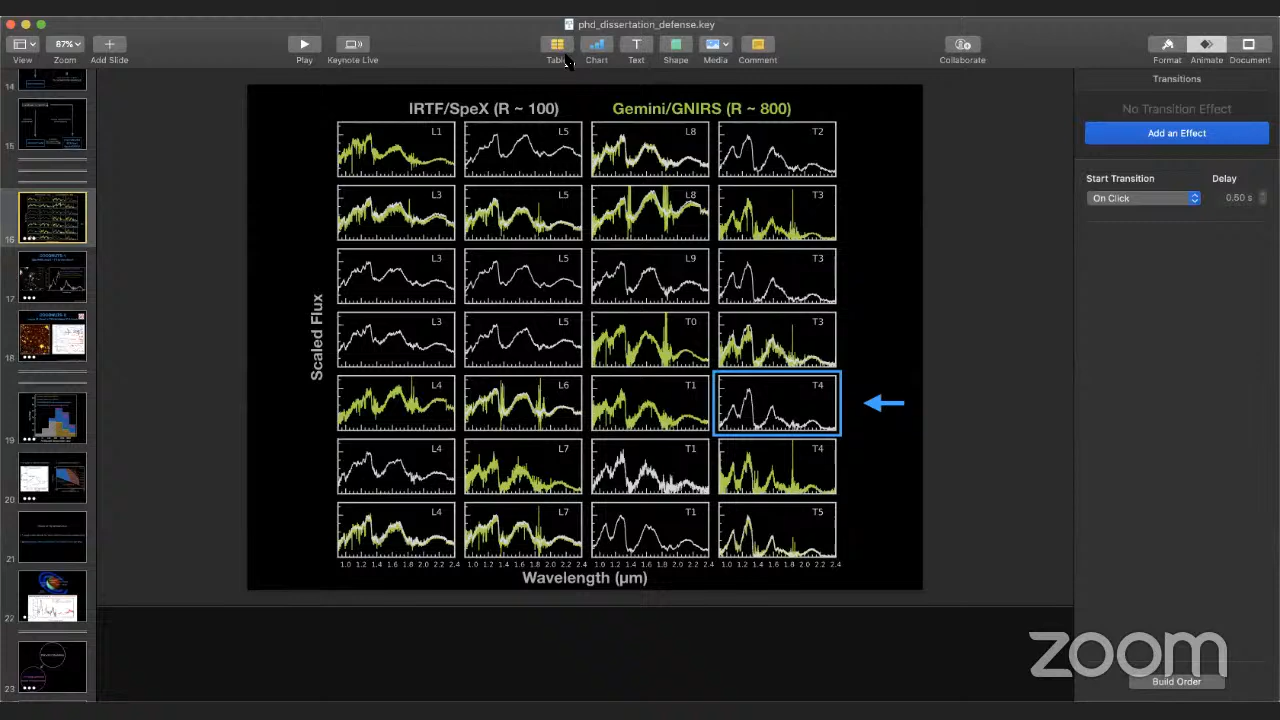 phd_dissertation_defense.key
87%
View
Zoom
Add Slide
Play
Keynote Live
Table
Chart
Text
Shape
Media
Comment
Collaborate
Format
Animate
Document
Transitions
No Transition Effect
Add an Effect
Start Transition
Delay
On Click
0.50 s
14
15
16
17
18
19
20
21
22
23
IRTF/SpeX (R ~ 100)
Gemini/GNIRS (R ~ 800)
L1 L5 L8 T2
L3 L5 L8 T3
L3 L5 L9 T3
L3 L5 T0 T3
L4 L6 T1 T4
L4 L7 T1 T4
L4 L7 T1 T5
Scaled Flux
1.0 1.2 1.4 1.6 1.8 2.0 2.2 2.4 1.0 1.2 1.4 1.6 1.8 2.0 2.2 2.4 1.0 1.2 1.4 1.6 1.8 2.0 2.2 2.4 1.0 1.2 1.4 1.6 1.8 2.0 2.2 2.4
Wavelength (μm)
zoom
Build Order